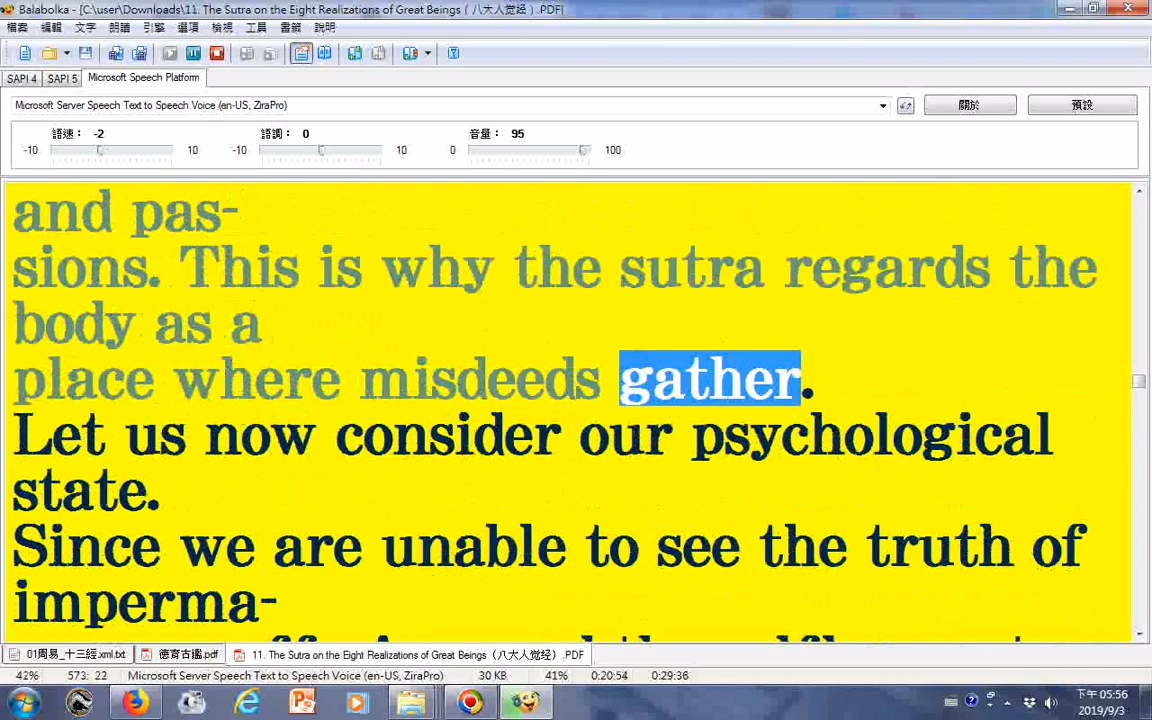 Balabolka - [C:\user\Downloads\11. The Sutra on the Eight Realizations of Great Beings（八大人觉经）.PDF]
檔案 編輯 文字 朗讀 引擎 選項 檢視 工具 書籤 說明
SAPI 4 SAPI 5 Microsoft Speech Platform
Microsoft Server Speech Text to Speech Voice (en-US, ZiraPro) 關於 預設
語速： -2 語調： 0 音量： 95
-10 10 -10 10 0 100
and pas-
sions. This is why the sutra regards the
body as a
place where misdeeds gather.
Let us now consider our psychological
state.
Since we are unable to see the truth of
imperma-
01周易_十三經.xml.txt 德育古鑑.pdf 11. The Sutra on the Eight Realizations of Great Beings（八大人觉经）.PDF
42% 573: 22 Microsoft Server Speech Text to Speech Voice (en-US, ZiraPro) 30 KB 41% 0:20:54 0:29:36
下午 05:56
2019/9/3